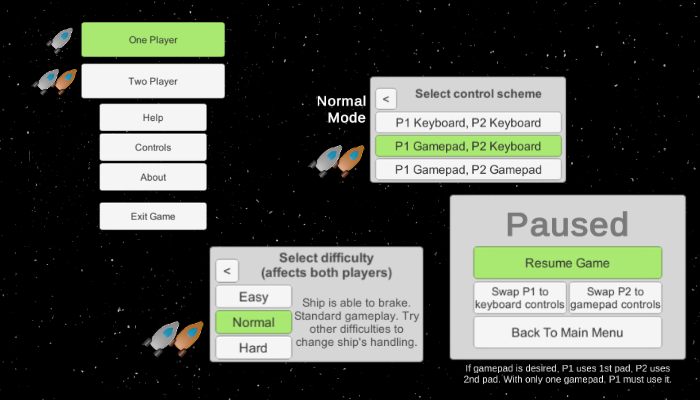 One Player
Two Player
Help
Controls
About
Exit Game
Normal
Mode
<
Select control scheme
P1 Keyboard, P2 Keyboard
P1 Gamepad, P2 Keyboard
P1 Gamepad, P2 Gamepad
<
Select difficulty
(affects both players)
Easy
Normal
Hard
Ship is able to brake.
Standard gameplay. Try
other difficulties to
change ship's handling.
Paused
Resume Game
Swap P1 to
keyboard controls
Swap P2 to
gamepad controls
Back To Main Menu
If gamepad is desired, P1 uses 1st pad, P2 uses
2nd pad. With only one gamepad, P1 must use it.